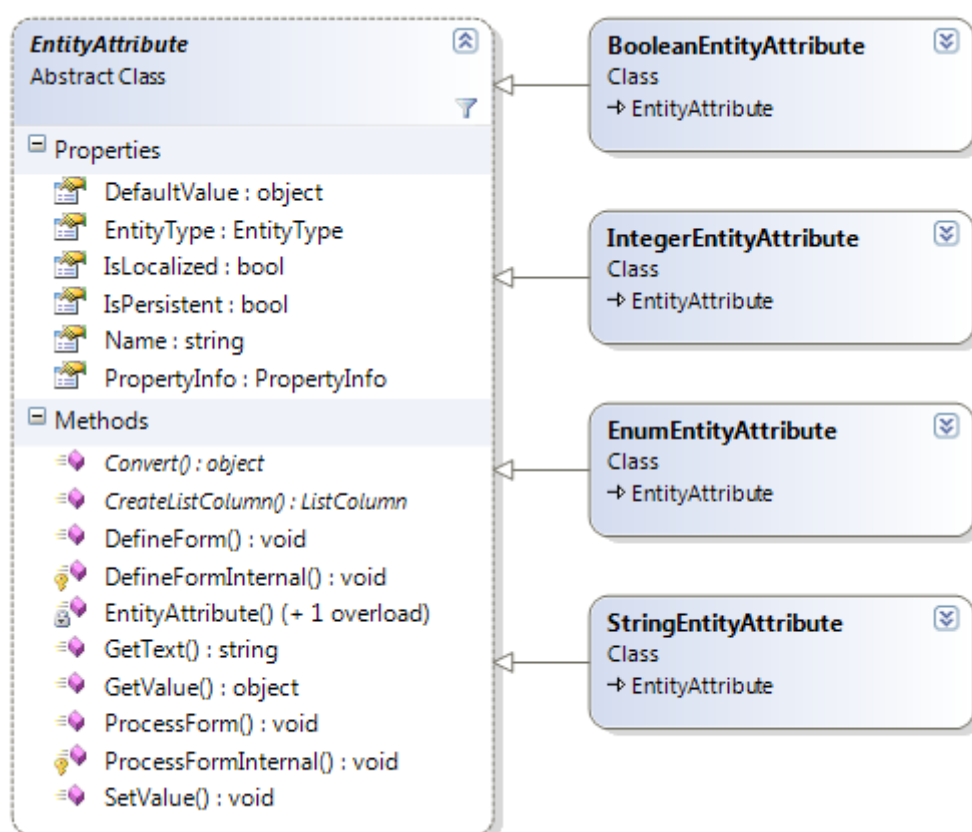 EntityAttribute
Abstract Class
Properties
DefaultValue : object
EntityType : EntityType
IsLocalized : bool
IsPersistent : bool
Name : string
PropertyInfo : PropertyInfo
Methods
Convert() : object
CreateListColumn() : ListColumn
DefineForm() : void
DefineFormInternal() : void
EntityAttribute() (+ 1 overload)
GetText() : string
GetValue() : object
ProcessForm() : void
ProcessFormInternal() : void
SetValue() : void
BooleanEntityAttribute
Class
EntityAttribute
IntegerEntityAttribute
Class
EntityAttribute
EnumEntityAttribute
Class
EntityAttribute
StringEntityAttribute
Class
EntityAttribute